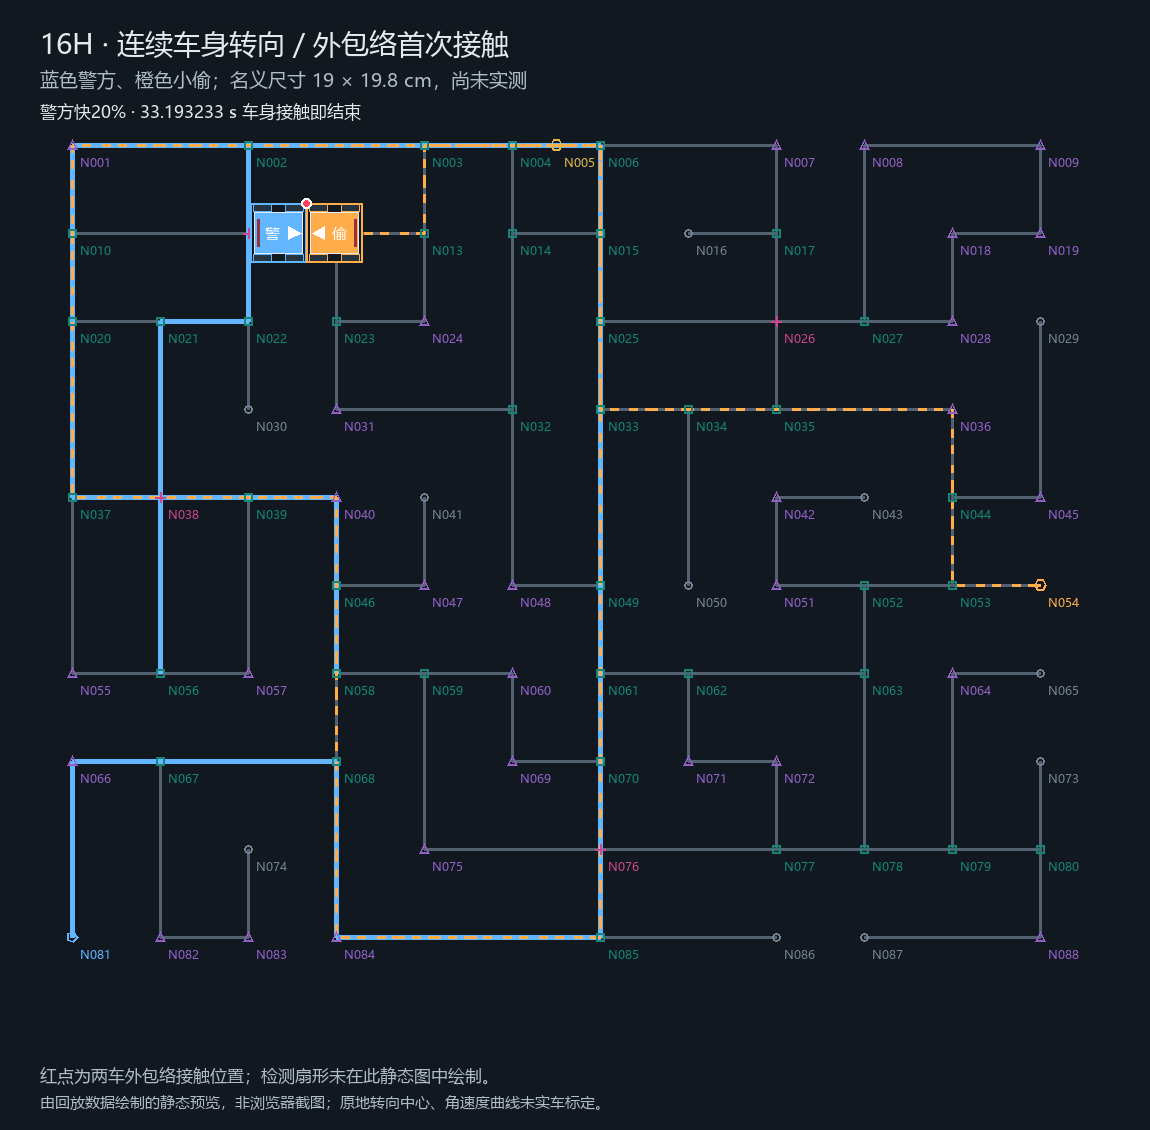 16H · 连续车身转向 / 外包络首次接触
蓝色警方、橙色小偷；名义尺寸 19 × 19.8 cm，尚未实测
警方快20% · 33.193233 s 车身接触即结束
N001 N002 N003 N004 N005 N006 N007 N008 N009
警 偷
N010 N013 N014 N015 N016 N017 N018 N019
N020 N021 N022 N023 N024 N025 N026 N027 N028 N029
N030 N031 N032 N033 N034 N035 N036
N037 N038 N039 N040 N041 N042 N043 N044 N045
N046 N047 N048 N049 N050 N051 N052 N053 N054
N055 N056 N057 N058 N059 N060 N061 N062 N063 N064 N065
N066 N067 N068 N069 N070 N071 N072 N073
N074 N075 N076 N077 N078 N079 N080
N081 N082 N083 N084 N085 N086 N087 N088
红点为两车外包络接触位置；检测扇形未在此静态图中绘制。
由回放数据绘制的静态预览，非浏览器截图；原地转向中心、角速度曲线未实车标定。